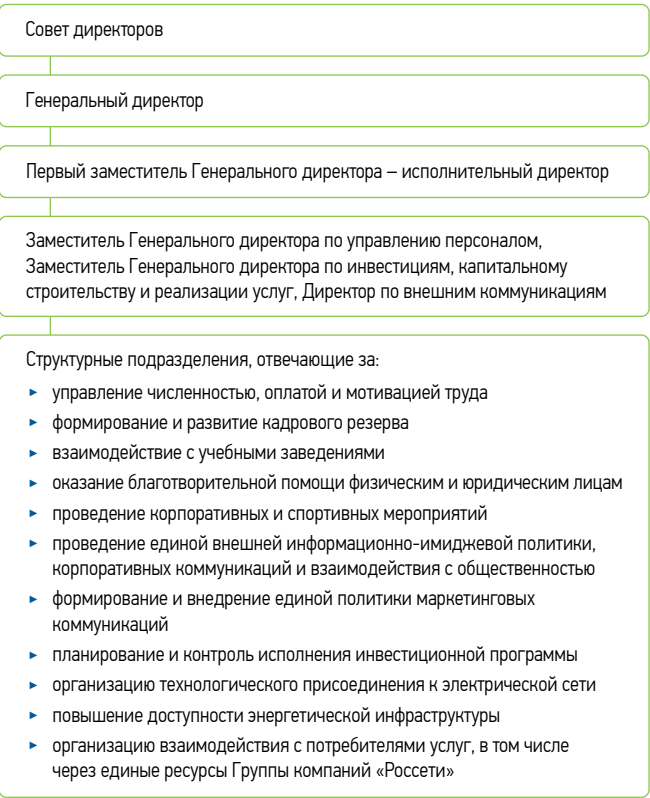 Совет директоров
Генеральный директор
Первый заместитель Генерального директора – исполнительный директор
Заместитель Генерального директора по управлению персоналом,
Заместитель Генерального директора по инвестициям, капитальному
строительству и реализации услуг, Директор по внешним коммуникациям
Структурные подразделения, отвечающие за:
► управление численностью, оплатой и мотивацией труда
► формирование и развитие кадрового резерва
► взаимодействие с учебными заведениями
► оказание благотворительной помощи физическим и юридическим лицам
► проведение корпоративных и спортивных мероприятий
► проведение единой внешней информационно-имиджевой политики,
корпоративных коммуникаций и взаимодействия с общественностью
► формирование и внедрение единой политики маркетинговых
коммуникаций
► планирование и контроль исполнения инвестиционной программы
► организацию технологического присоединения к электрической сети
► повышение доступности энергетической инфраструктуры
► организацию взаимодействия с потребителями услуг, в том числе
через единые ресурсы Группы компаний «Россети»